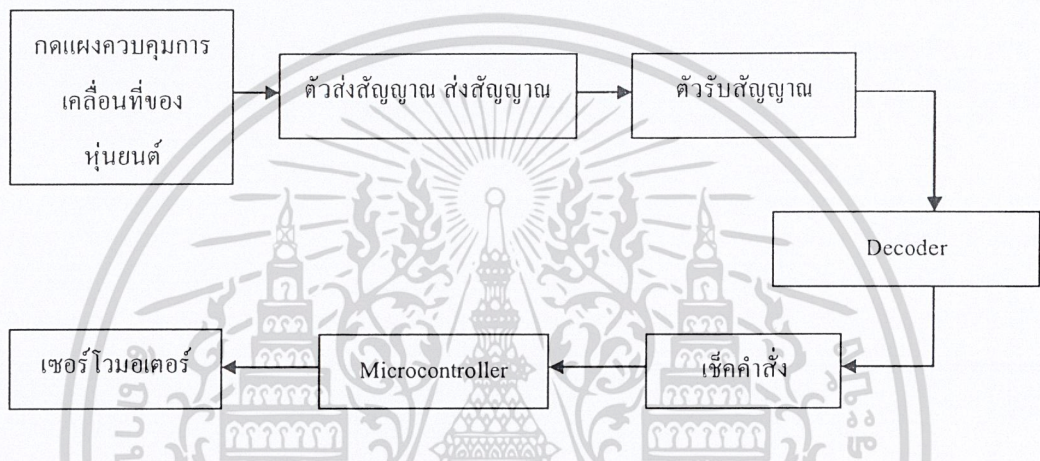 กดแผงควบคุมการ
เคลื่อนที่ของ
หุ่นยนต์
ตัวส่งสัญญาณ ส่งสัญญาณ
ตัวรับสัญญาณ
Decoder
เช็คคำสั่ง
Microcontroller
เซอร์โวมอเตอร์